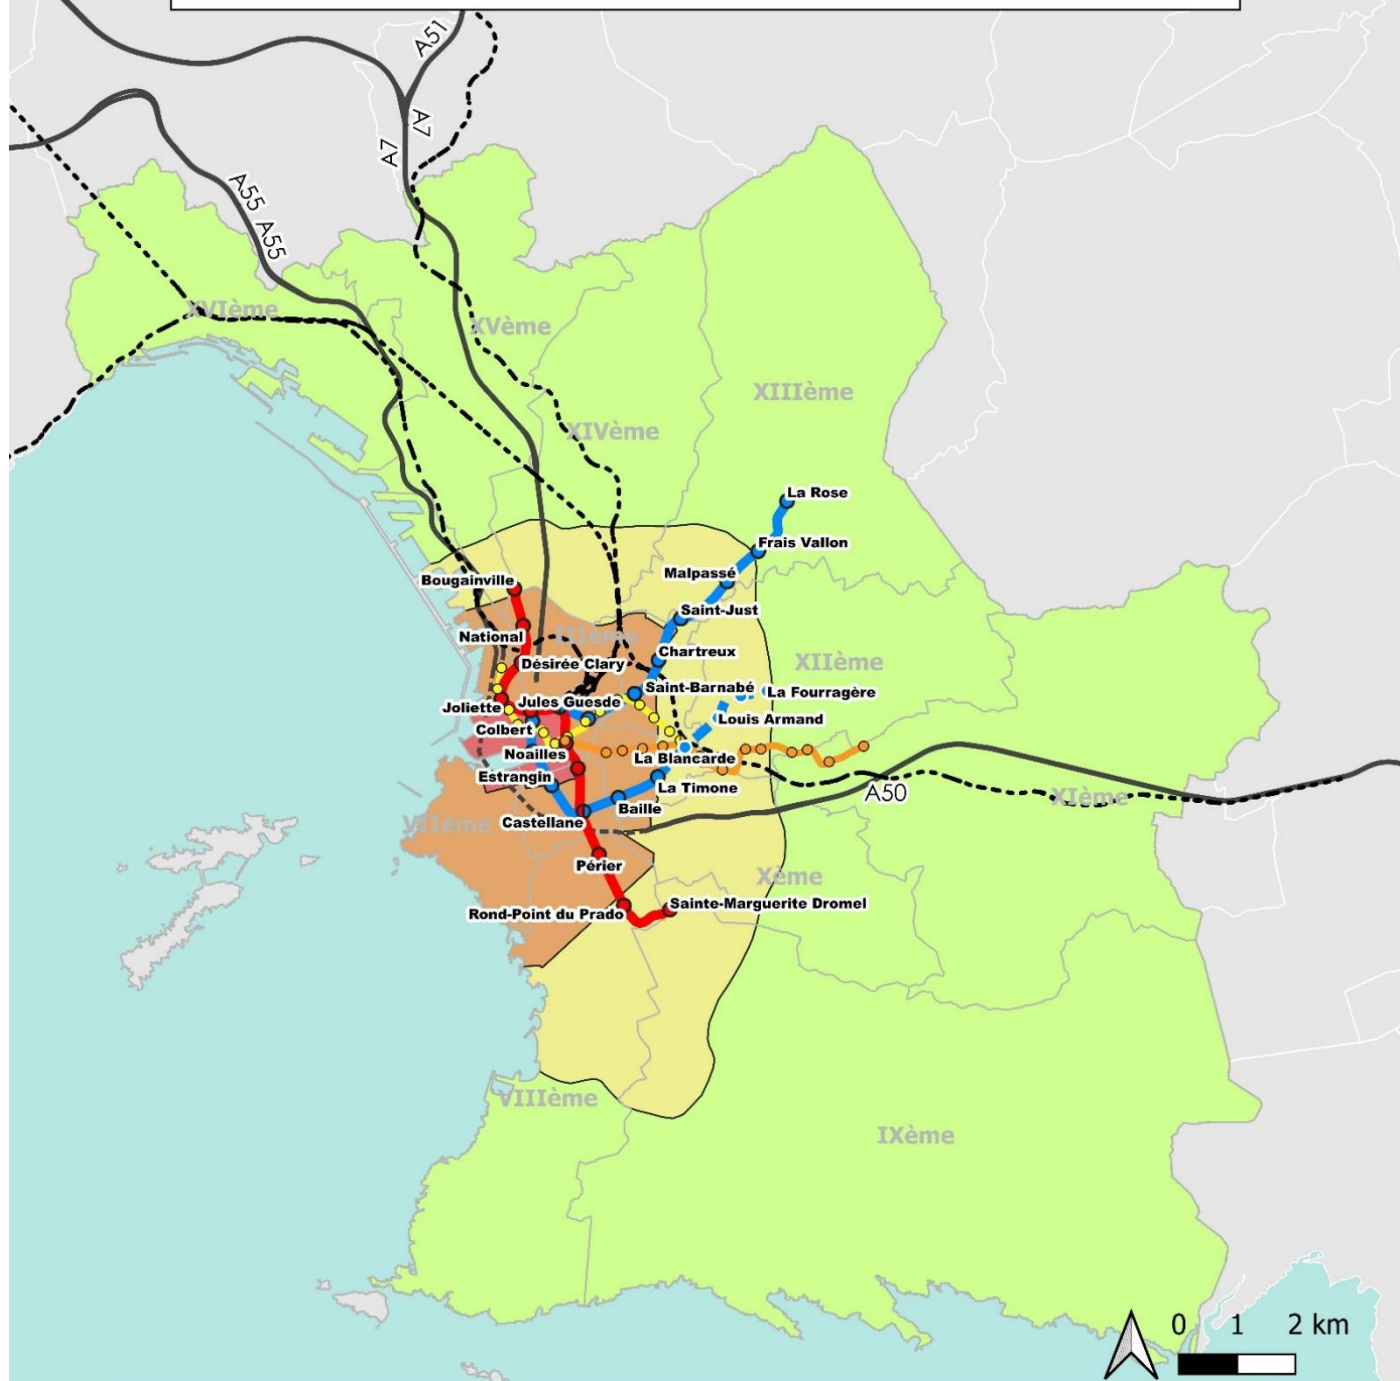 A51
A7
A7
A55 A55
XVIème
XVème
XIIIème
XIVème
La Rose
Frais Vallon
Malpassé
Bougainville
Saint-Just
National
IIIème
Chartreux
Désirée Clary
XIIème
Saint-Barnabé
La Fourragère
Joliette
Jules Guesde
Louis Armand
Colbert
Noailles
La Blancarde
Estrangin
La Timone
A50
XIème
Baille
Castellane
VIIème
Périer
Xème
Rond-Point du Prado
Sainte-Marguerite Dromel
VIIIème
IXème
0 1 2 km